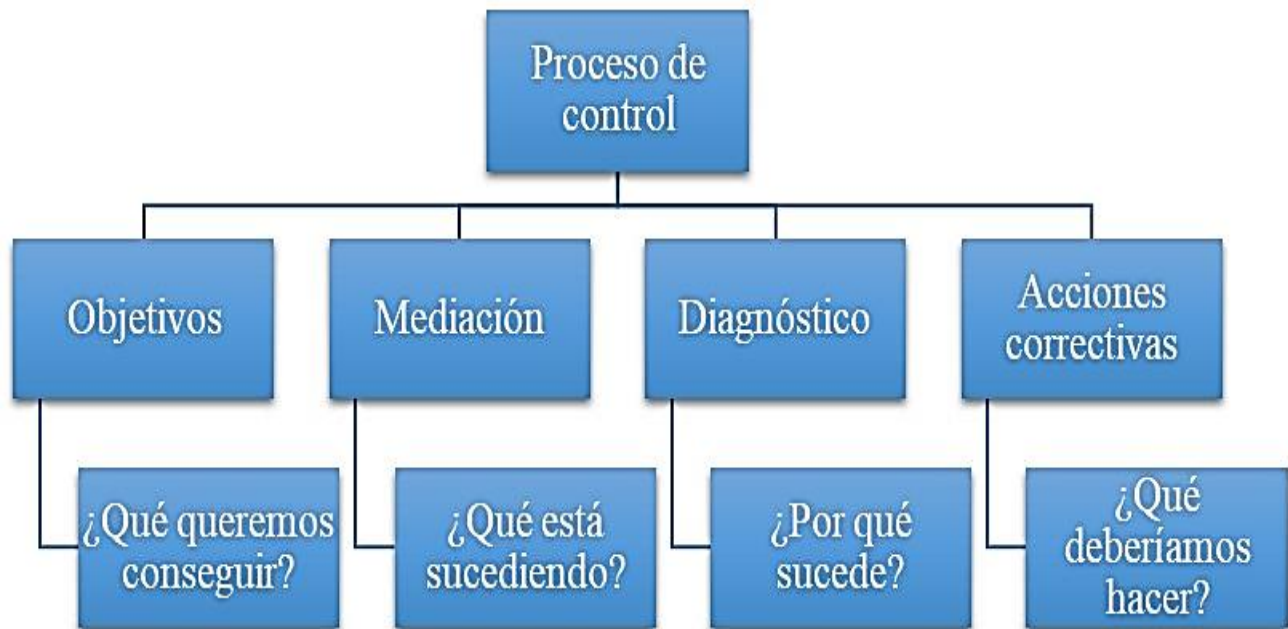 Proceso de
control
Objetivos
Mediación
Diagnóstico
Acciones
correctivas
¿Qué queremos
conseguir?
¿Qué está
sucediendo?
¿Por qué
sucede?
¿Qué
deberíamos
hacer?